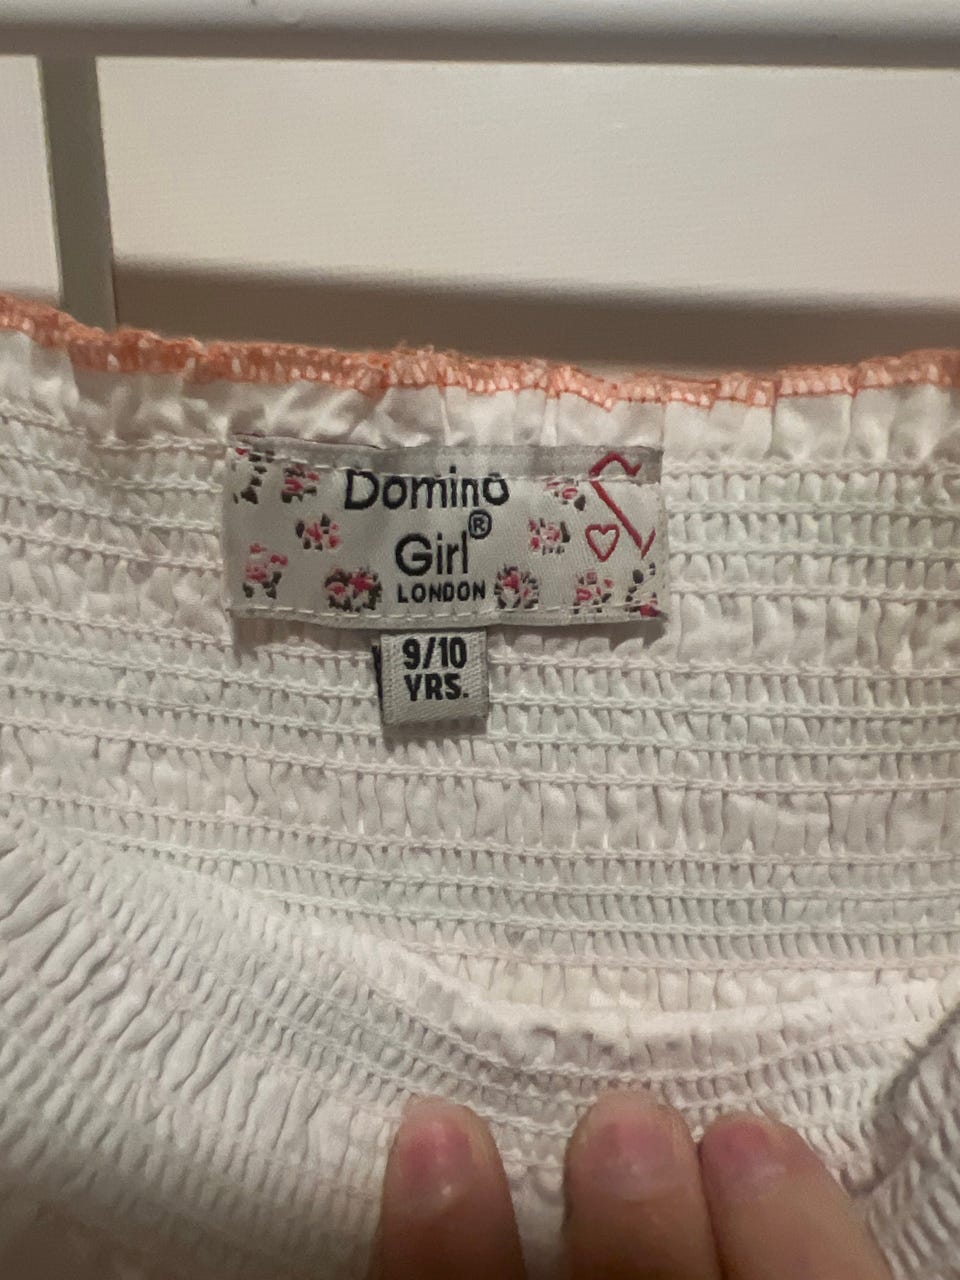 Domino
Girl®
LONDON
9/10
YRS.